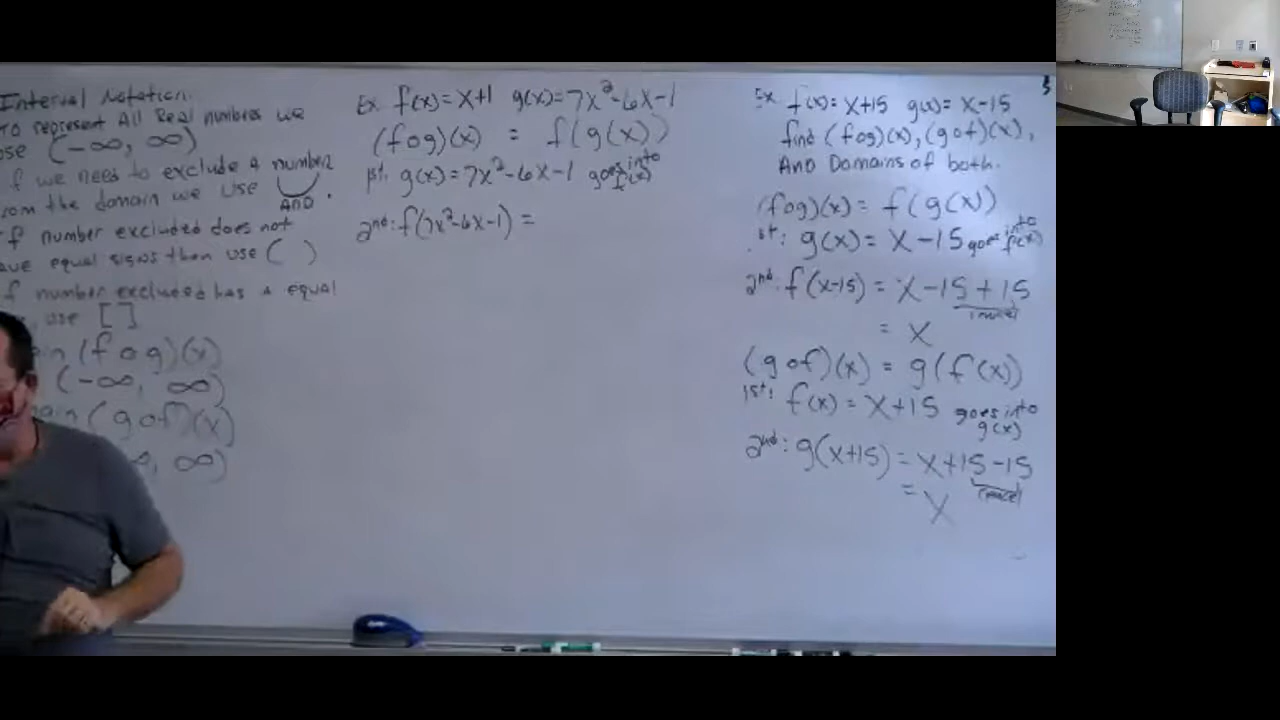 Interval Notation:
To represent All Real numbers we
use (-∞, ∞)
If we need to exclude a number
from the domain we use ∪
AND.
If number excluded does not
have equal signs then use ( )
If number excluded has a equal
use [ ]
(f o g)(x)
(-∞, ∞)
(g o f)(x)
∞)
Ex f(x)= x+1 g(x)=7x²-6x-1
(f o g)(x) = f(g(x))
1st: g(x)=7x²-6x-1 goes into f(x)
2nd: f(7x²-6x-1) =
Ex f(x)= x+15 g(x)= x-15
find (f o g)(x), (g o f)(x),
And Domains of both.
(f o g)(x) = f(g(x))
1st: g(x)= x-15 goes into f(x)
2nd: f(x-15) = x-15+15
cancel
= x
(g o f)(x) = g(f(x))
1st: f(x)= x+15 goes into g(x)
2nd: g(x+15) = x+15-15
cancel
= x